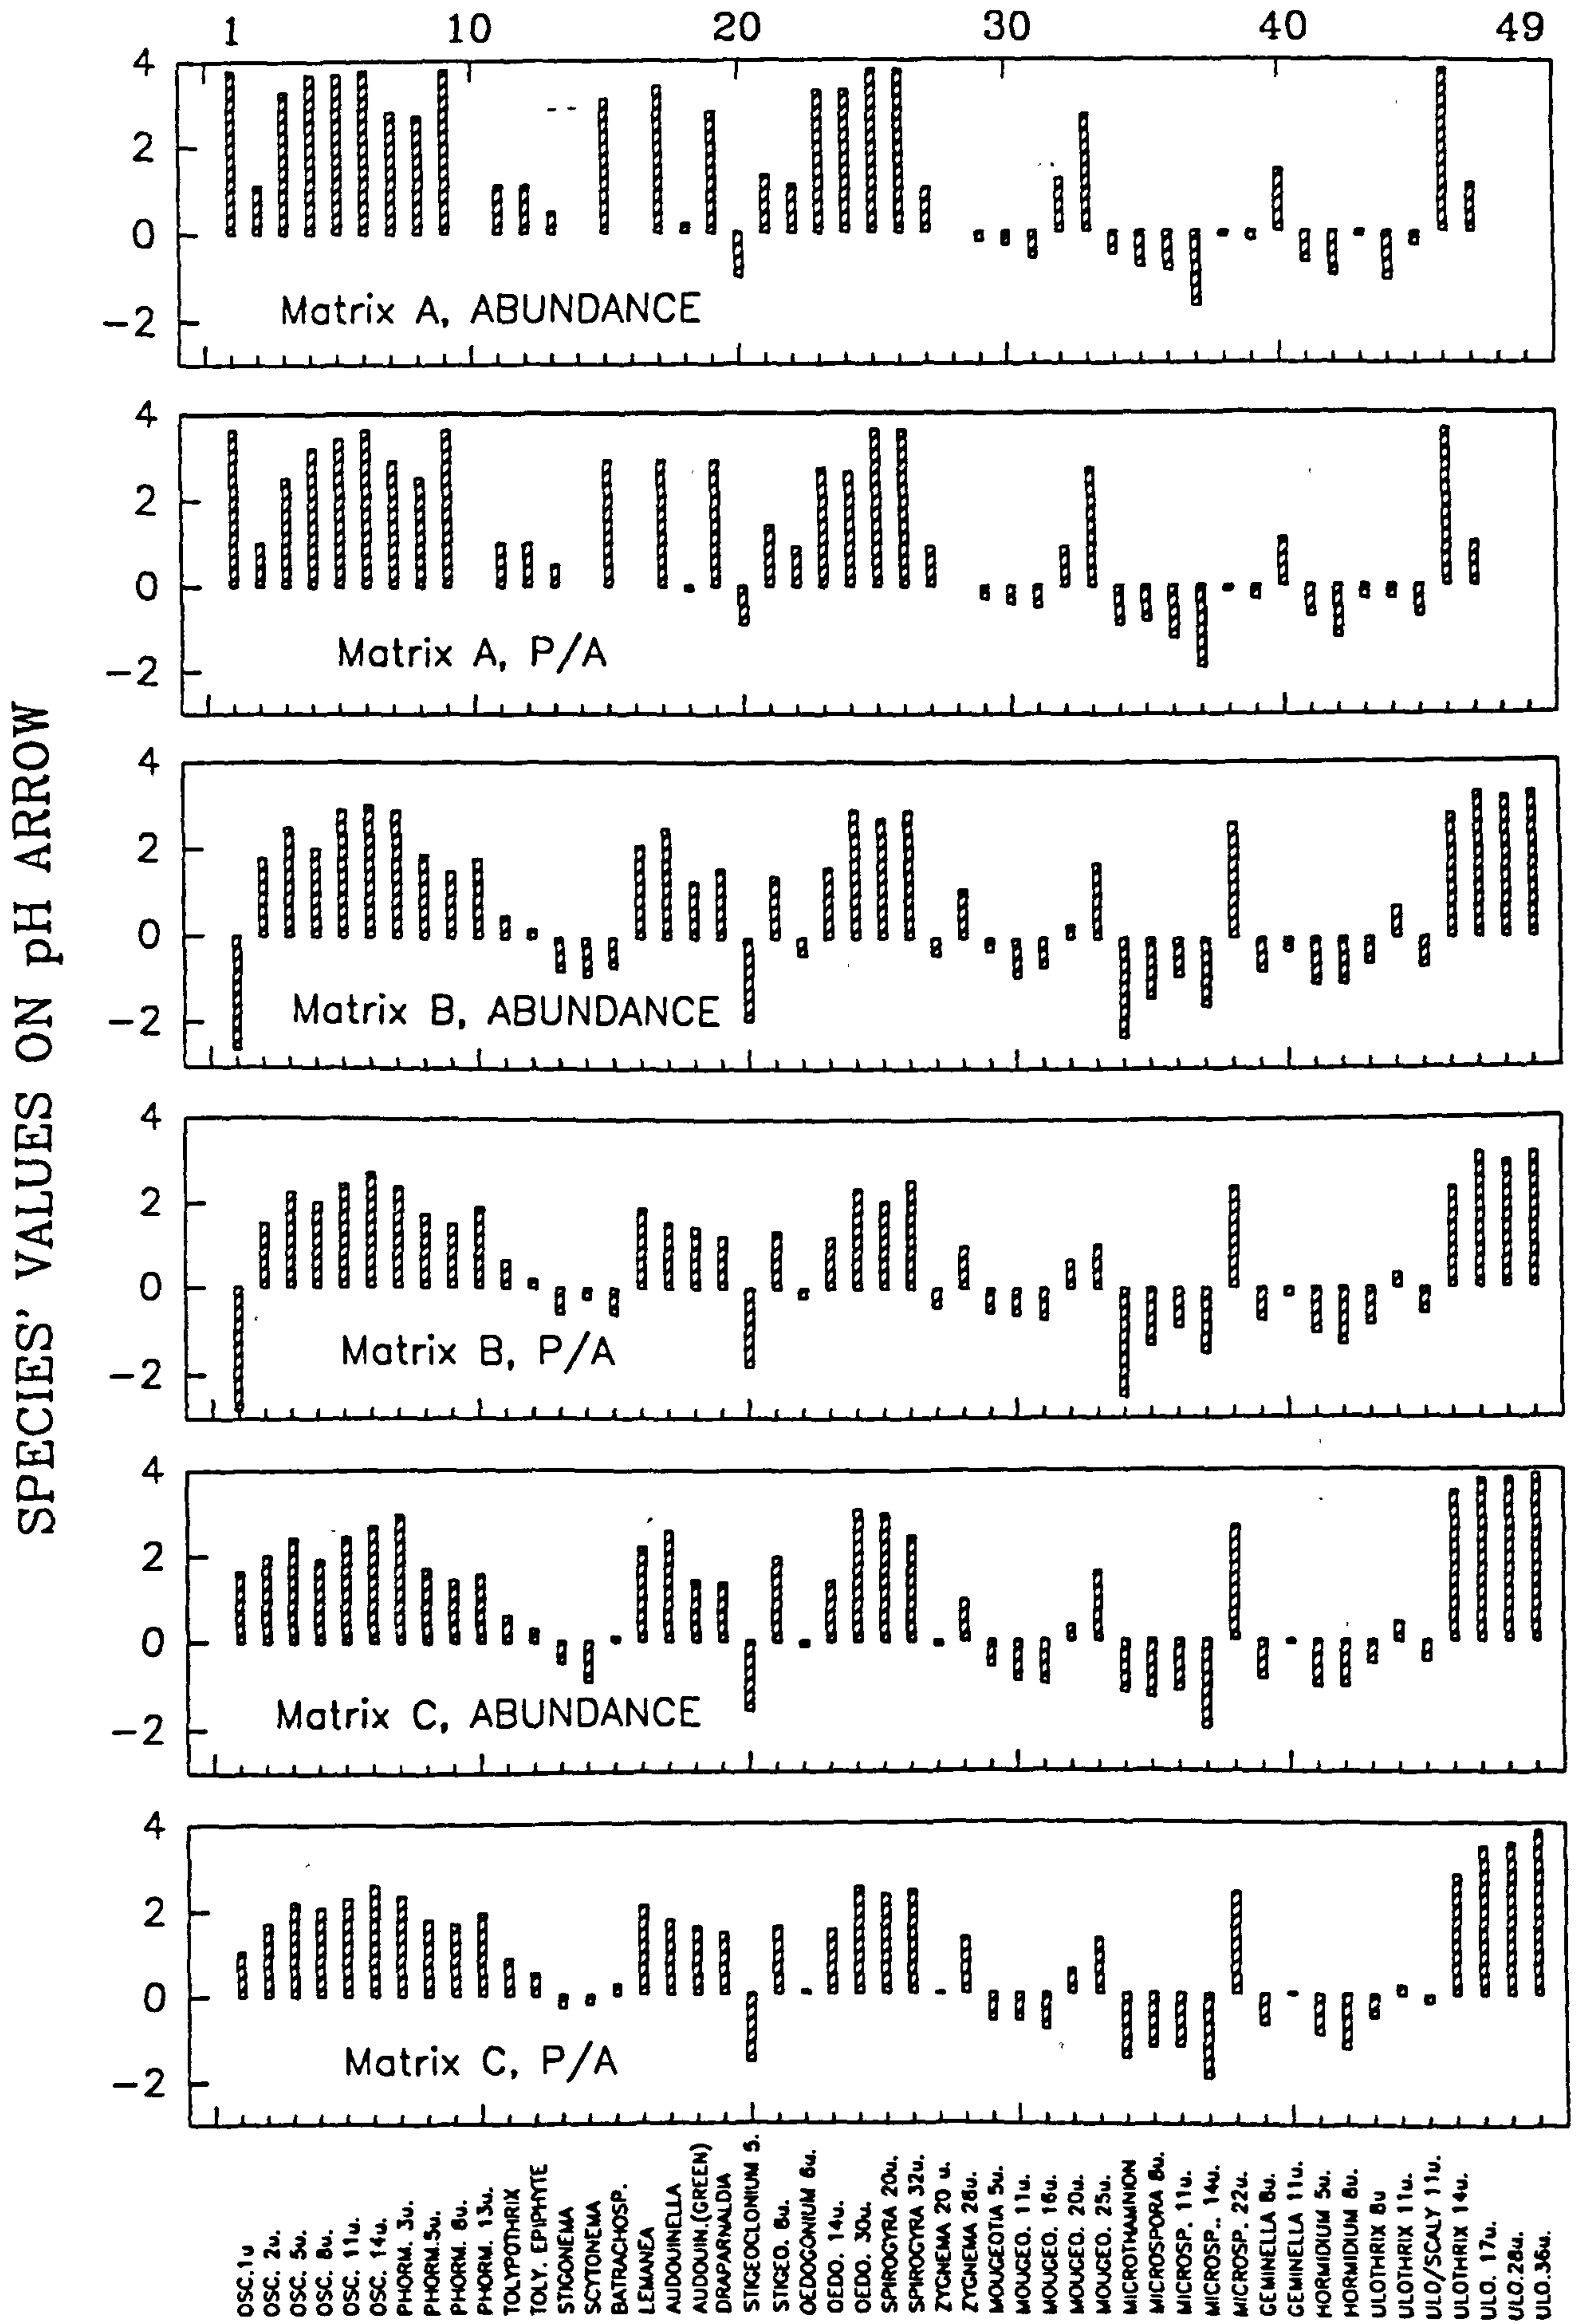 1 10 20 30 40 49
4
2
0
−2
Matrix A, ABUNDANCE
4
2
0
−2
Matrix A, P/A
4
2
0
−2
Matrix B, ABUNDANCE
4
2
0
−2
Matrix B, P/A
4
2
0
−2
Matrix C, ABUNDANCE
4
2
0
−2
Matrix C, P/A
SPECIES' VALUES ON pH ARROW
OSC.1u
OSC. 2u.
OSC. 5u.
OSC. 8u.
OSC. 11u.
OSC. 14u.
PHORM. 3u.
PHORM.5u.
PHORM. 8u.
PHORM. 13u.
TOLYPOTHRIX
TOLY. EPIPHYTE
STIGONEMA
SCYTONEMA
BATRACHOSP.
LEMANEA
AUDOUINELLA
AUDOUIN.(GREEN)
DRAPARNALDIA
STIGEOCLONIUM 5.
STIGEO. 8u.
OEDOGONIUM 6u.
OEDO. 14u.
OEDO. 30u.
SPIROGYRA 20u.
SPIROGYRA 32u.
ZYGNEMA 20 u.
ZYGNEMA 26u.
MOUGEOTIA 5u.
MOUGEO. 11u.
MOUGEO. 16u.
MOUGEO. 20u.
MOUGEO. 25u.
MICROTHAMNION
MICROSPORA 8u.
MICROSP. 11u.
MICROSP.. 14u.
MICROSP. 22u.
GEMINELLA 8u.
GEMINELLA 11u.
HORMIDIUM 5u.
HORMIDIUM 8u.
ULOTHRIX 8u
ULOTHRIX 11u.
ULO/SCALY 11u.
ULOTHRIX 14u.
ULO. 17u.
ULO.28u.
ULO.36u.